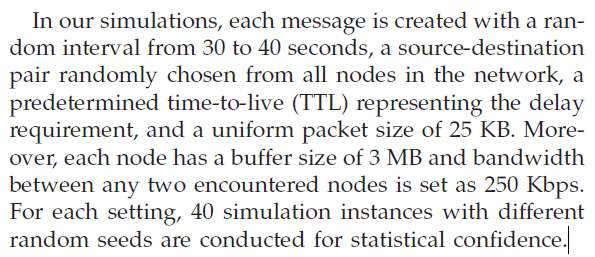 In our simulations, each message is created with a ran-
dom interval from 30 to 40 seconds, a source-destination
pair randomly chosen from all nodes in the network, a
predetermined time-to-live (TTL) representing the delay
requirement, and a uniform packet size of 25 KB. More-
over, each node has a buffer size of 3 MB and bandwidth
between any two encountered nodes is set as 250 Kbps.
For each setting, 40 simulation instances with different
random seeds are conducted for statistical confidence.